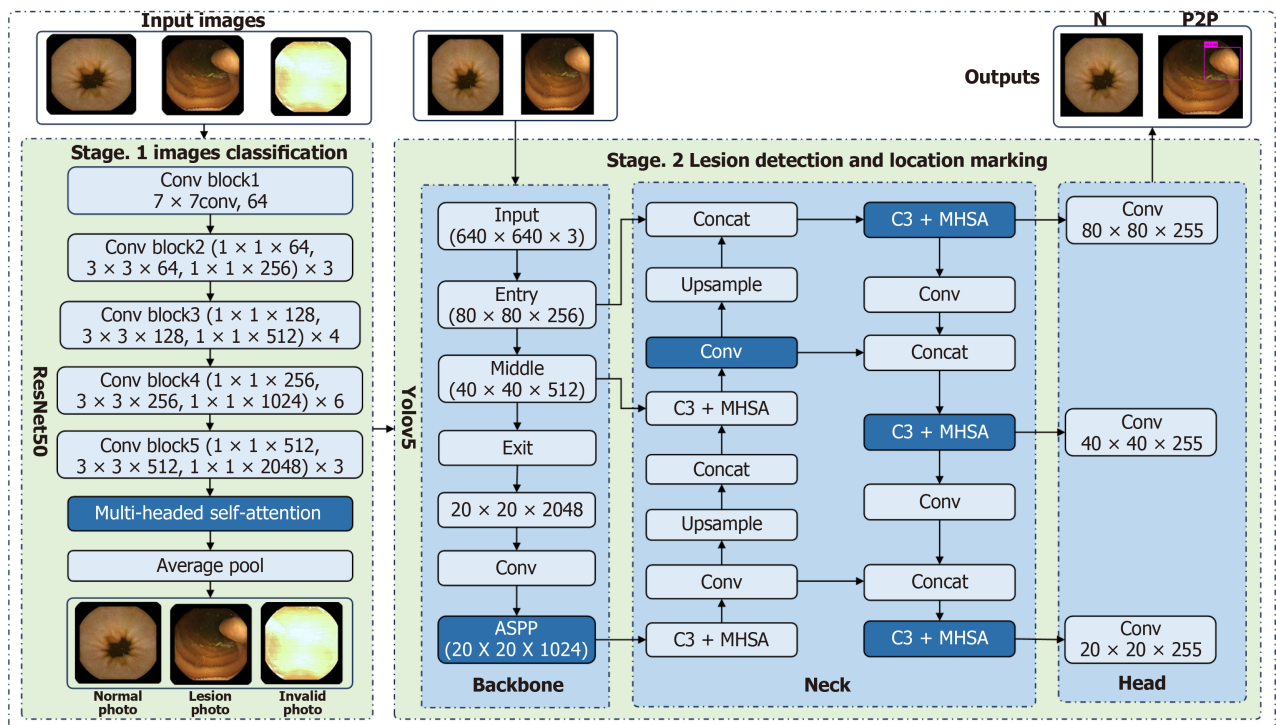 Input images
N
P2P
Outputs
Stage. 1 images classification
Conv block1
7 × 7conv, 64
Conv block2 (1 × 1 × 64,
3 × 3 × 64, 1 × 1 × 256) × 3
Conv block3 (1 × 1 × 128,
3 × 3 × 128, 1 × 1 × 512) × 4
Conv block4 (1 × 1 × 256,
3 × 3 × 256, 1 × 1 × 1024) × 6
Conv block5 (1 × 1 × 512,
3 × 3 × 512, 1 × 1 × 2048) × 3
Multi-headed self-attention
Average pool
Normal
photo
Lesion
photo
Invalid
photo
ResNet50
Stage. 2 Lesion detection and location marking
Yolov5
Input
(640 × 640 × 3)
Entry
(80 × 80 × 256)
Middle
(40 × 40 × 512)
Exit
20 × 20 × 2048
Conv
ASPP
(20 X 20 X 1024)
Backbone
Concat
Upsample
Conv
C3 + MHSA
Concat
Upsample
Conv
C3 + MHSA
C3 + MHSA
Conv
Concat
C3 + MHSA
Conv
Concat
C3 + MHSA
Neck
Conv
80 × 80 × 255
Conv
40 × 40 × 255
Conv
20 × 20 × 255
Head